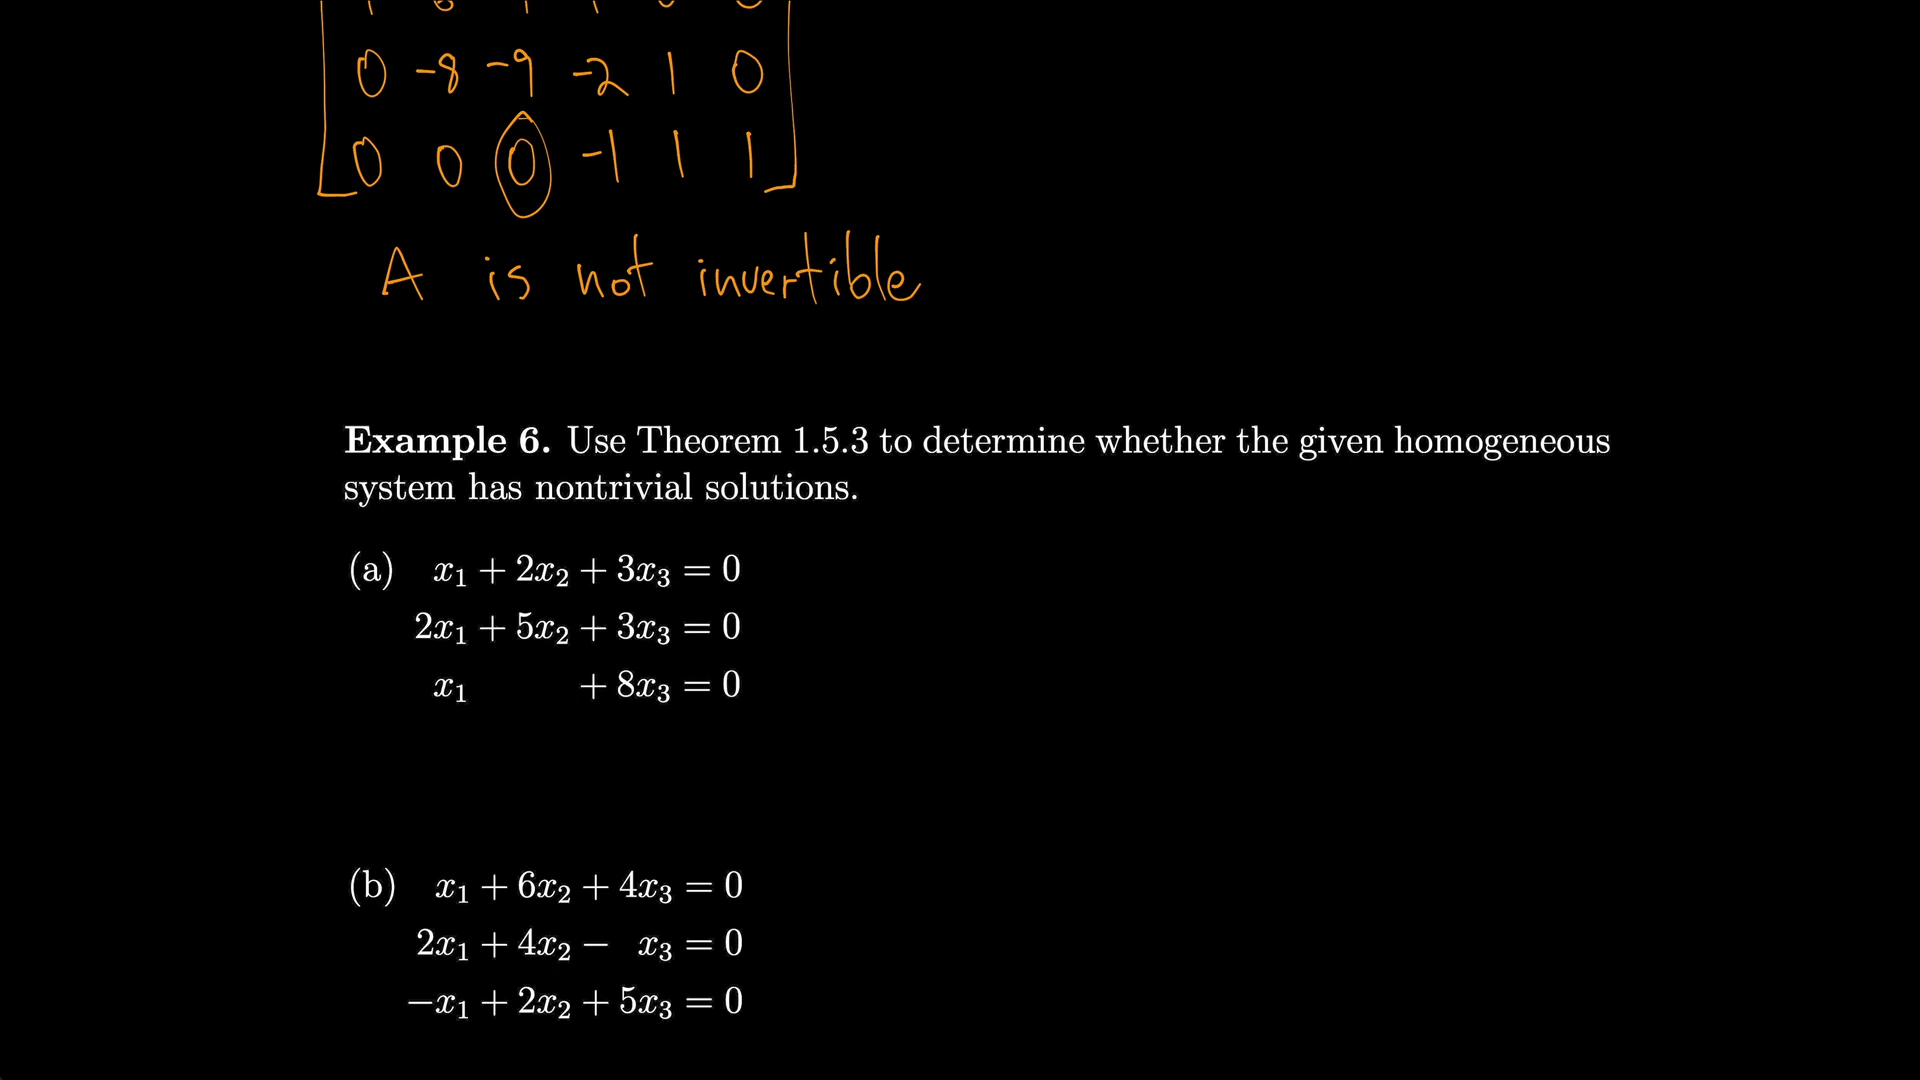 0 -8 -9 -2 1 0
0 0 0 -1 1 1
A is not invertible
Example 6. Use Theorem 1.5.3 to determine whether the given homogeneous
system has nontrivial solutions.
(a) x₁ + 2x₂ + 3x₃ = 0
2x₁ + 5x₂ + 3x₃ = 0
x₁ + 8x₃ = 0
(b) x₁ + 6x₂ + 4x₃ = 0
2x₁ + 4x₂ − x₃ = 0
−x₁ + 2x₂ + 5x₃ = 0